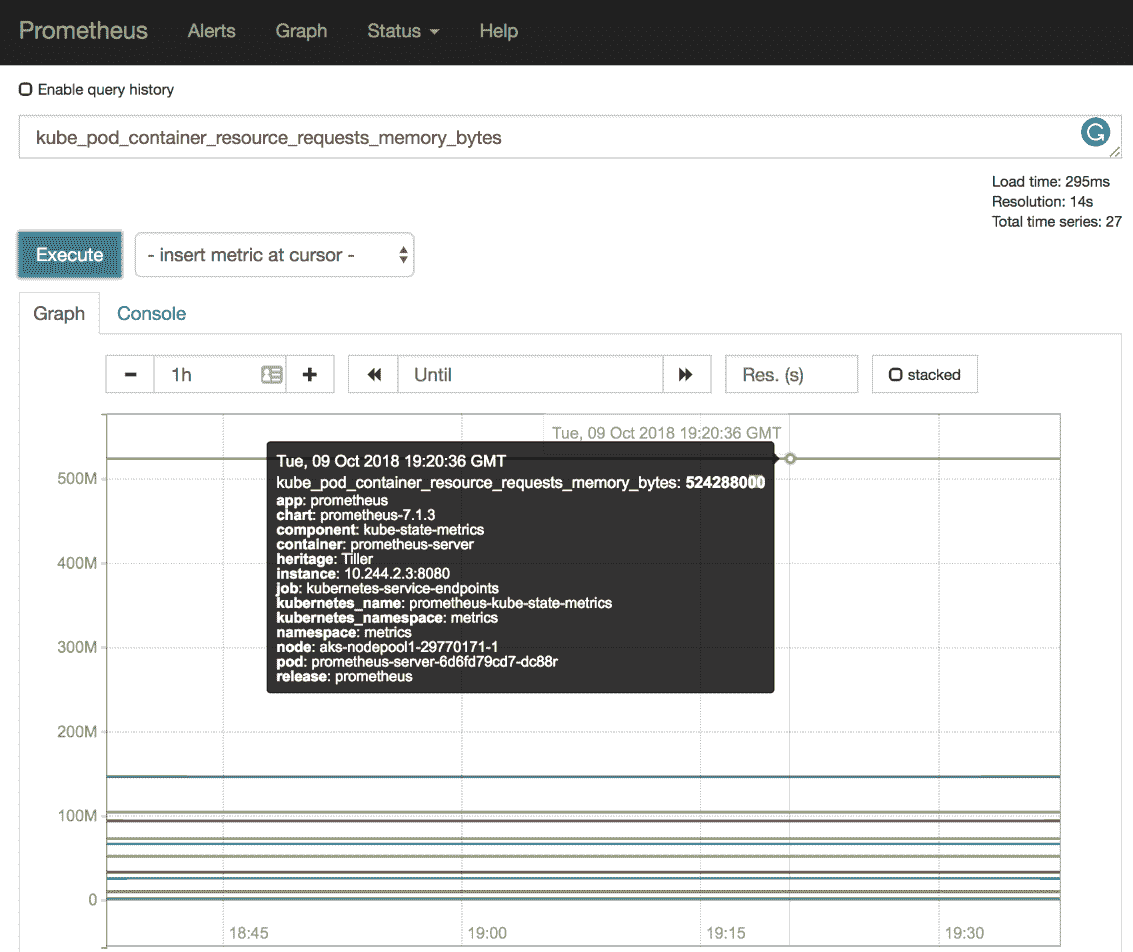 Prometheus Alerts Graph Status Help
Enable query history
kube_pod_container_resource_requests_memory_bytes
Load time: 295ms
Resolution: 14s
Total time series: 27
Execute - insert metric at cursor -
Graph Console
1h Until Res. (s) stacked
Tue, 09 Oct 2018 19:20:36 GMT
Tue, 09 Oct 2018 19:20:36 GMT
kube_pod_container_resource_requests_memory_bytes: 524288000
app: prometheus
chart: prometheus-7.1.3
component: kube-state-metrics
container: prometheus-server
heritage: Tiller
instance: 10.244.2.3:8080
job: kubernetes-service-endpoints
kubernetes_name: prometheus-kube-state-metrics
kubernetes_namespace: metrics
namespace: metrics
node: aks-nodepool1-29770171-1
pod: prometheus-server-6d6fd79cd7-dc88r
release: prometheus
500M
400M
300M
200M
100M
0
18:45 19:00 19:15 19:30